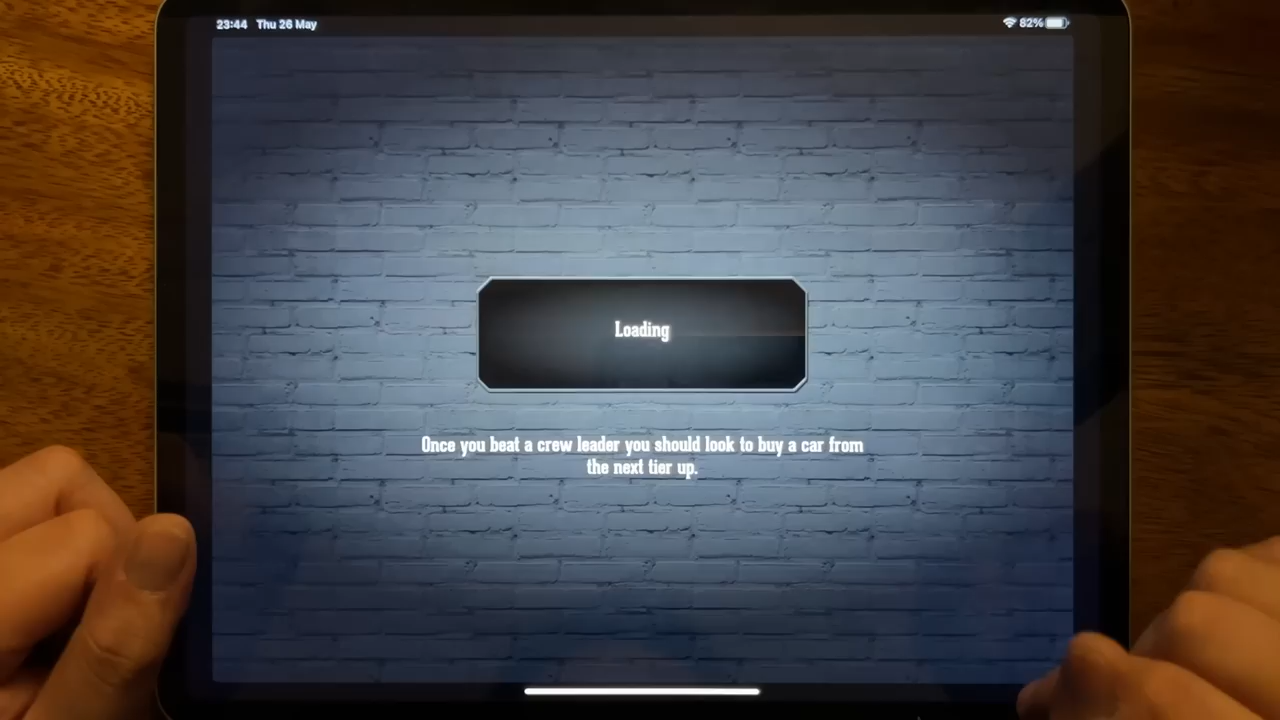 23:44 Thu 26 May 82%
Loading
Once you beat a crew leader you should look to buy a car from
the next tier up.